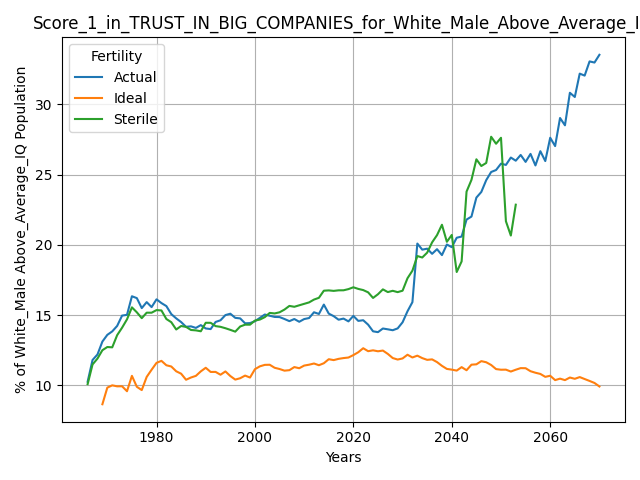 Score_1_in_TRUST_IN_BIG_COMPANIES_for_White_Male_Above_Average_I
% of White_Male Above_Average_IQ Population
Fertility
Actual
Ideal
Sterile
30
25
20
15
10
1980
2000
2020
2040
2060
Years